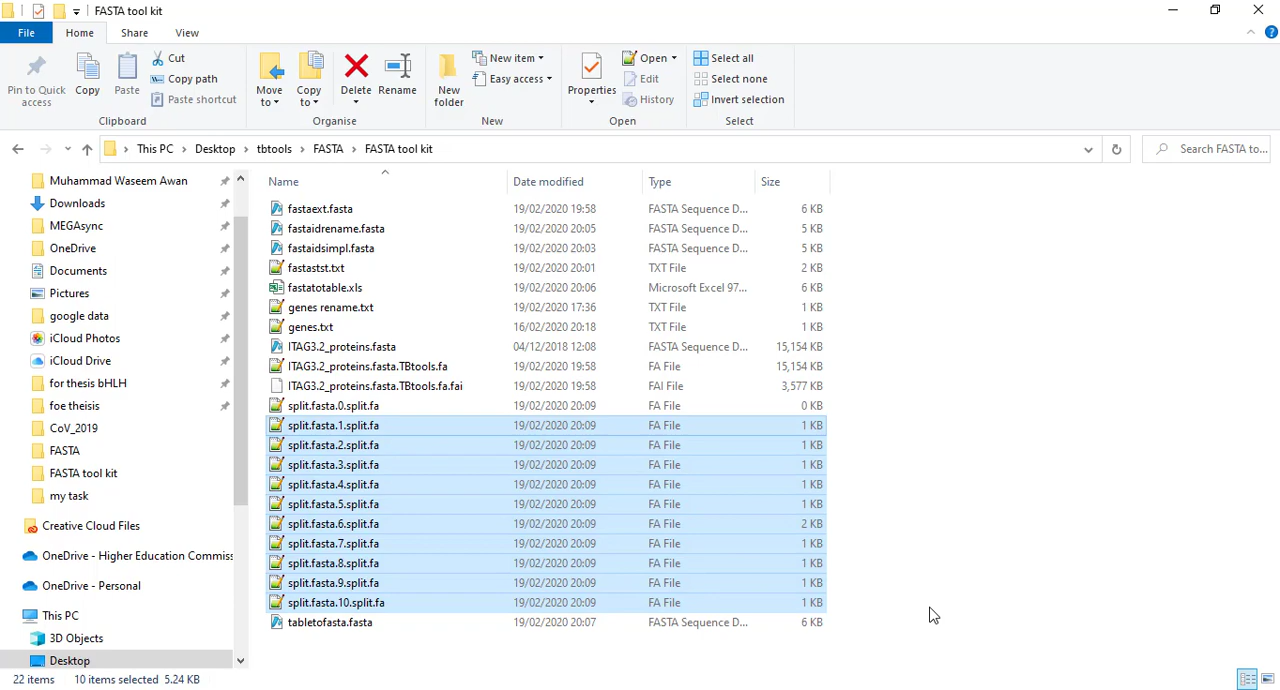 FASTA tool kit
File Home Share View
Pin to Quick access
Copy
Paste
Cut
Copy path
Paste shortcut
Clipboard
Move to
Copy to
Delete
Rename
Organise
New folder
New item
Easy access
New
Properties
Open
Edit
History
Open
Select all
Select none
Invert selection
Select
This PC > Desktop > tbtools > FASTA > FASTA tool kit
Search FASTA to...
Muhammad Waseem Awan
Downloads
MEGAsync
OneDrive
Documents
Pictures
google data
iCloud Photos
iCloud Drive
for thesis bHLH
foe theisis
CoV_2019
FASTA
FASTA tool kit
my task
Creative Cloud Files
OneDrive - Higher Education Commiss
OneDrive - Personal
This PC
3D Objects
Desktop
Name Date modified Type Size
fastaext.fasta 19/02/2020 19:58 FASTA Sequence D... 6 KB
fastaidrename.fasta 19/02/2020 20:05 FASTA Sequence D... 5 KB
fastaidsimpl.fasta 19/02/2020 20:03 FASTA Sequence D... 5 KB
fastastst.txt 19/02/2020 20:01 TXT File 2 KB
fastatotable.xls 19/02/2020 20:06 Microsoft Excel 97... 6 KB
genes rename.txt 19/02/2020 17:36 TXT File 1 KB
genes.txt 16/02/2020 20:18 TXT File 1 KB
ITAG3.2_proteins.fasta 04/12/2018 12:08 FASTA Sequence D... 15,154 KB
ITAG3.2_proteins.fasta.TBtools.fa 19/02/2020 19:58 FA File 15,154 KB
ITAG3.2_proteins.fasta.TBtools.fa.fai 19/02/2020 19:58 FAI File 3,577 KB
split.fasta.0.split.fa 19/02/2020 20:09 FA File 0 KB
split.fasta.1.split.fa 19/02/2020 20:09 FA File 1 KB
split.fasta.2.split.fa 19/02/2020 20:09 FA File 1 KB
split.fasta.3.split.fa 19/02/2020 20:09 FA File 1 KB
split.fasta.4.split.fa 19/02/2020 20:09 FA File 1 KB
split.fasta.5.split.fa 19/02/2020 20:09 FA File 1 KB
split.fasta.6.split.fa 19/02/2020 20:09 FA File 2 KB
split.fasta.7.split.fa 19/02/2020 20:09 FA File 1 KB
split.fasta.8.split.fa 19/02/2020 20:09 FA File 1 KB
split.fasta.9.split.fa 19/02/2020 20:09 FA File 1 KB
split.fasta.10.split.fa 19/02/2020 20:09 FA File 1 KB
tabletofasta.fasta 19/02/2020 20:07 FASTA Sequence D... 6 KB
22 items 10 items selected 5.24 KB